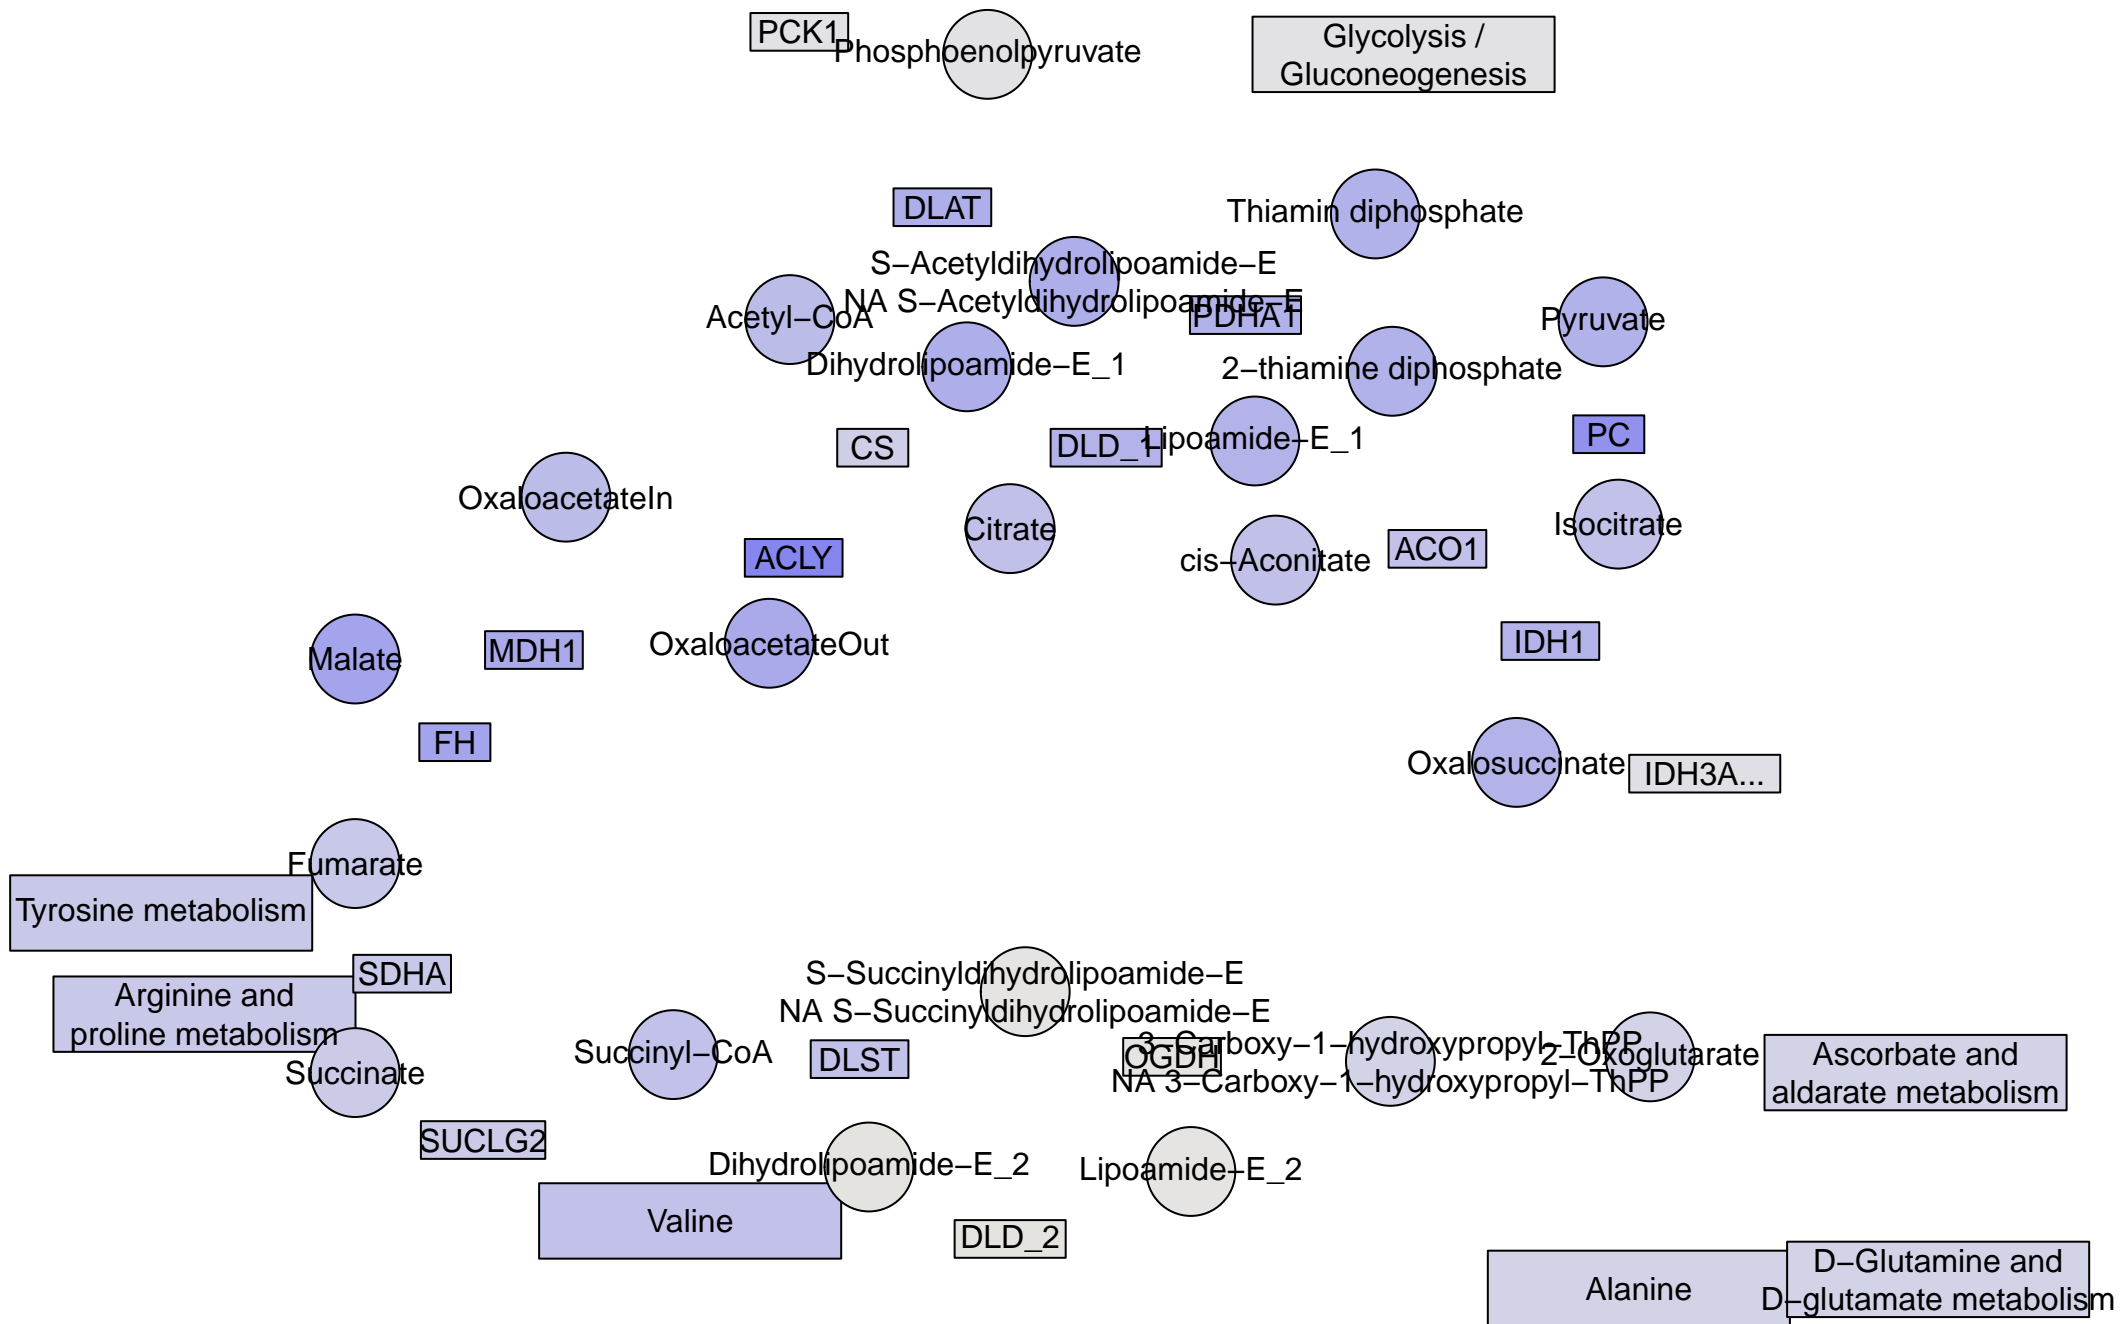 PCK1
Phosphoenolpyruvate
Glycolysis /
Gluconeogenesis
DLAT
Thiamin diphosphate
S−Acetyldihydrolipoamide−E
NA S−Acetyldihydrolipoamide−E
PDHA1
Acetyl−CoA
Pyruvate
Dihydrolipoamide−E_1
2−thiamine diphosphate
CS
DLD_1
Lipoamide−E_1
PC
OxaloacetateIn
Citrate
Isocitrate
ACLY
cis−Aconitate
ACO1
Malate
MDH1
OxaloacetateOut
IDH1
FH
Oxalosuccinate
IDH3A...
Fumarate
Tyrosine metabolism
SDHA
Arginine and
proline metabolism
Succinate
S−Succinyldihydrolipoamide−E
NA S−Succinyldihydrolipoamide−E
Succinyl−CoA
DLST
OGDH
3−Carboxy−1−hydroxypropyl−ThPP
NA 3−Carboxy−1−hydroxypropyl−ThPP
2−Oxoglutarate
Ascorbate and
aldarate metabolism
SUCLG2
Dihydrolipoamide−E_2
Lipoamide−E_2
Valine
DLD_2
Alanine
D−Glutamine and
D−glutamate metabolism